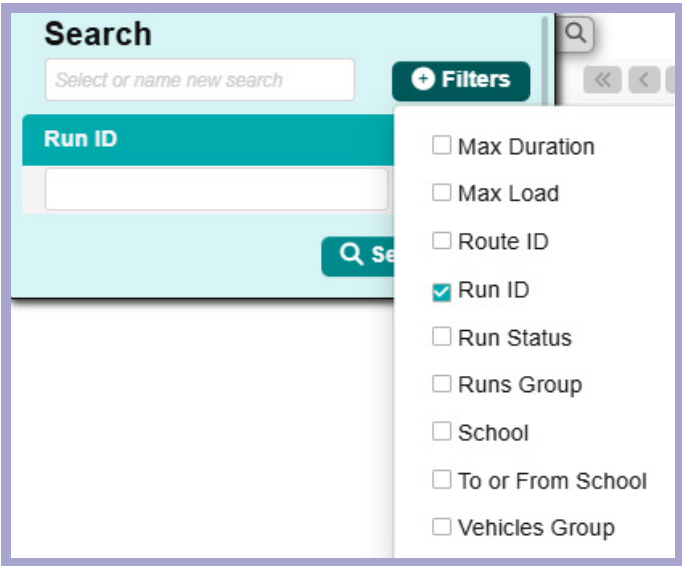 Search
Select or name new search
Filters
Run ID
Max Duration
Max Load
Route ID
Run ID
Run Status
Runs Group
School
To or From School
Vehicles Group